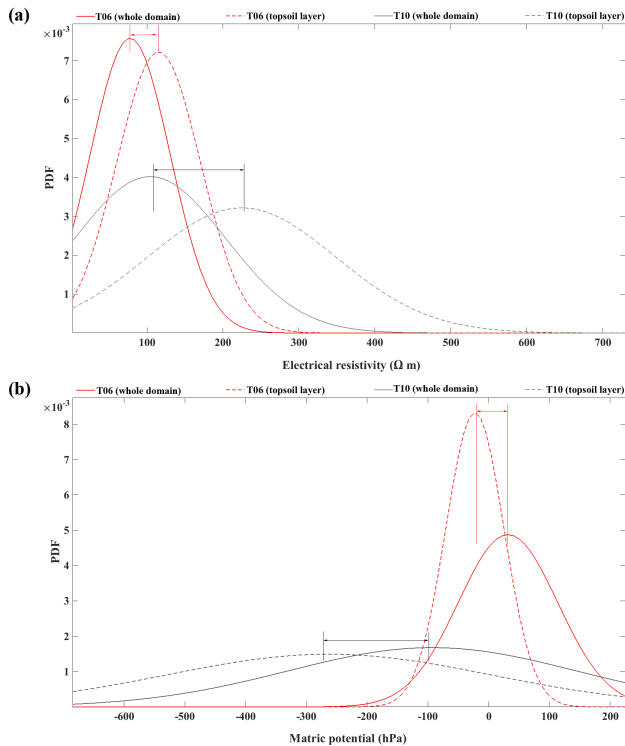 (a)
T06 (whole domain) T06 (topsoil layer) T10 (whole domain) T10 (topsoil layer)
×10⁻³
7
6
5
4
3
2
1
PDF
100 200 300 400 500 600 700
Electrical resistivity (Ω m)
(b)
T06 (whole domain) T06 (topsoil layer) T10 (whole domain) T10 (topsoil layer)
×10⁻³
8
7
6
5
4
3
2
1
PDF
-600 -500 -400 -300 -200 -100 0 100 200
Matric potential (hPa)